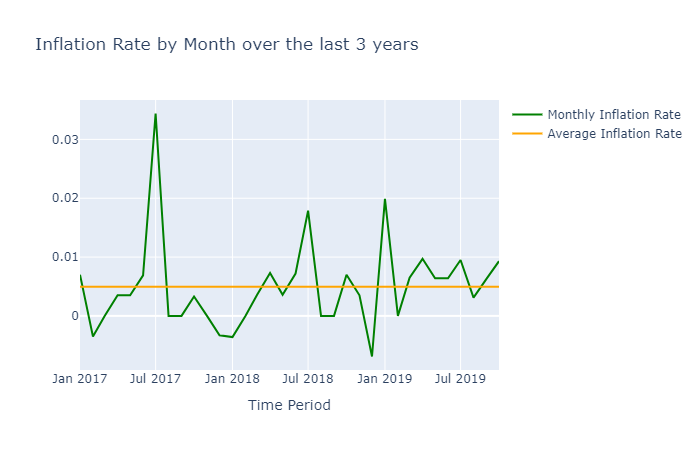 Inflation Rate by Month over the last 3 years
Monthly Inflation Rate
Average Inflation Rate
0.03
0.02
0.01
0
Jan 2017 Jul 2017 Jan 2018 Jul 2018 Jan 2019 Jul 2019
Time Period